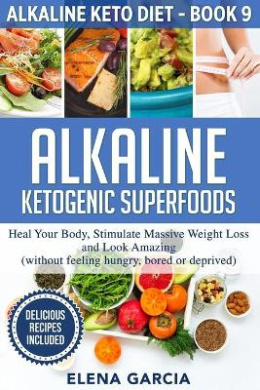 ALKALINE KETO DIET - BOOK 9
ALKALINE
KETOGENIC SUPERFOODS
Heal Your Body, Stimulate Massive Weight Loss
and Look Amazing
(without feeling hungry, bored or deprived)
DELICIOUS
RECIPES
INCLUDED
ELENA GARCIA